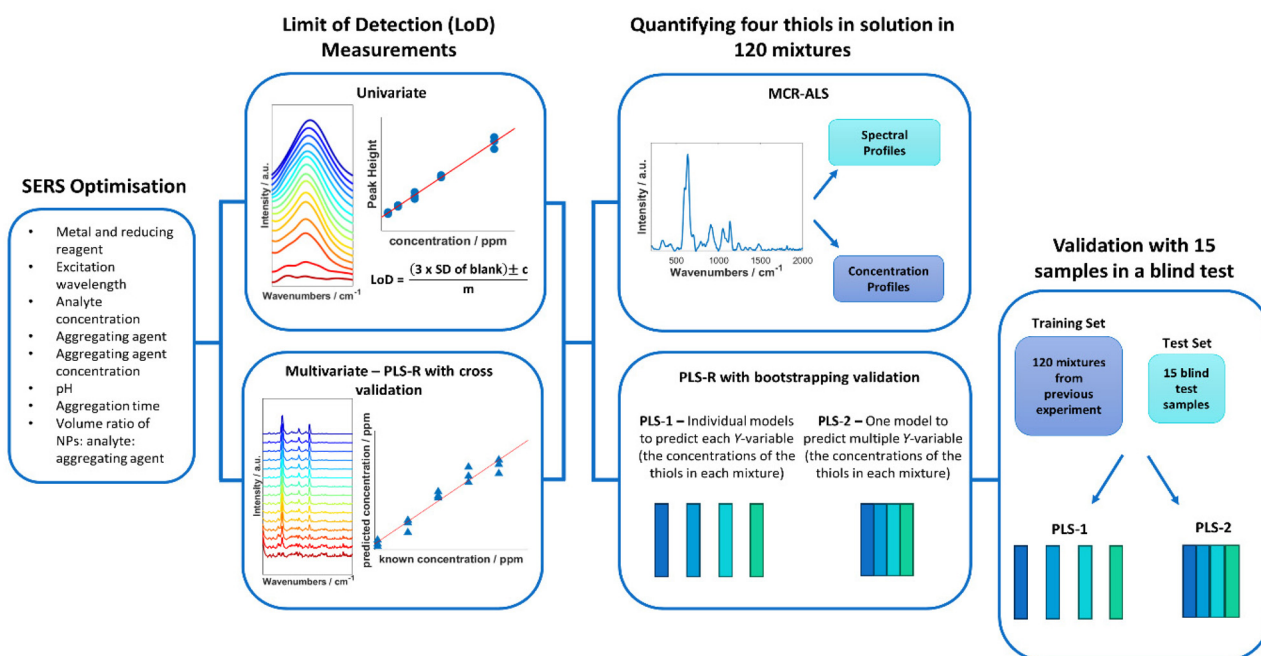 SERS Optimisation
• Metal and reducing
reagent
• Excitation
wavelength
• Analyte
concentration
• Aggregating agent
• Aggregating agent
concentration
• pH
• Aggregation time
• Volume ratio of
NPs: analyte:
aggregating agent
Limit of Detection (LoD)
Measurements
Univariate
Intensity / a.u.
Wavenumbers / cm-1
Peak Height
concentration / ppm
LoD = (3 x SD of blank) ± c
m
Multivariate – PLS-R with cross
validation
Intensity / a.u.
Wavenumbers / cm-1
predicted concentration / ppm
known concentration / ppm
Quantifying four thiols in solution in
120 mixtures
MCR-ALS
Intensity / a.u.
500 1000 1500 2000
Wavenumbers / cm-1
Spectral
Profiles
Concentration
Profiles
PLS-R with bootstrapping validation
PLS-1 – Individual models
to predict each Y-variable
(the concentrations of the
thiols in each mixture)
PLS-2 – One model to
predict multiple Y-variable
(the concentrations of the
thiols in each mixture)
Validation with 15
samples in a blind test
Training Set
120 mixtures
from
previous
experiment
Test Set
15 blind
test
samples
PLS-1
PLS-2